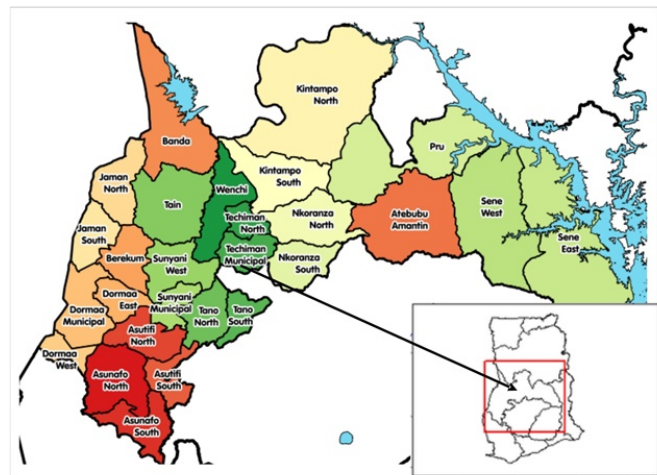 Kintampo
North
Banda
Pru
Jaman
North
Wenchi
Kintampo
South
Tain
Sene
West
Techiman
North
Nkoranza
North
Atebubu
Amantin
Jaman
South
Sene
East
Berekum
Sunyani
West
Techiman
Municipal
Nkoranza
South
Dormaa
East
Sunyani
Municipal
Tano
North
Tano
South
Dormaa
Municipal
Asutifi
North
Dormaa
West
Asunafo
North
Asutifi
South
Asunafo
South